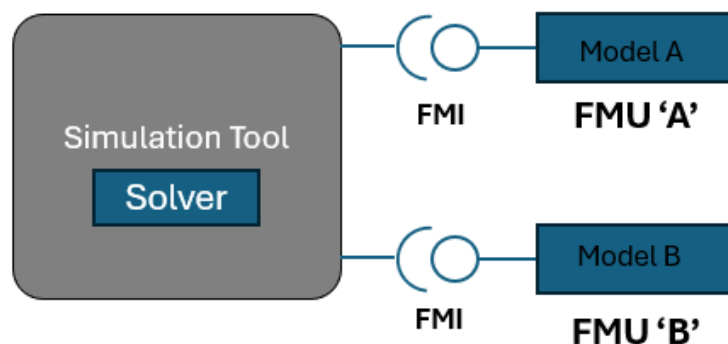 Model A
FMI
FMU ‘A’
Simulation Tool
Solver
Model B
FMI
FMU ‘B’